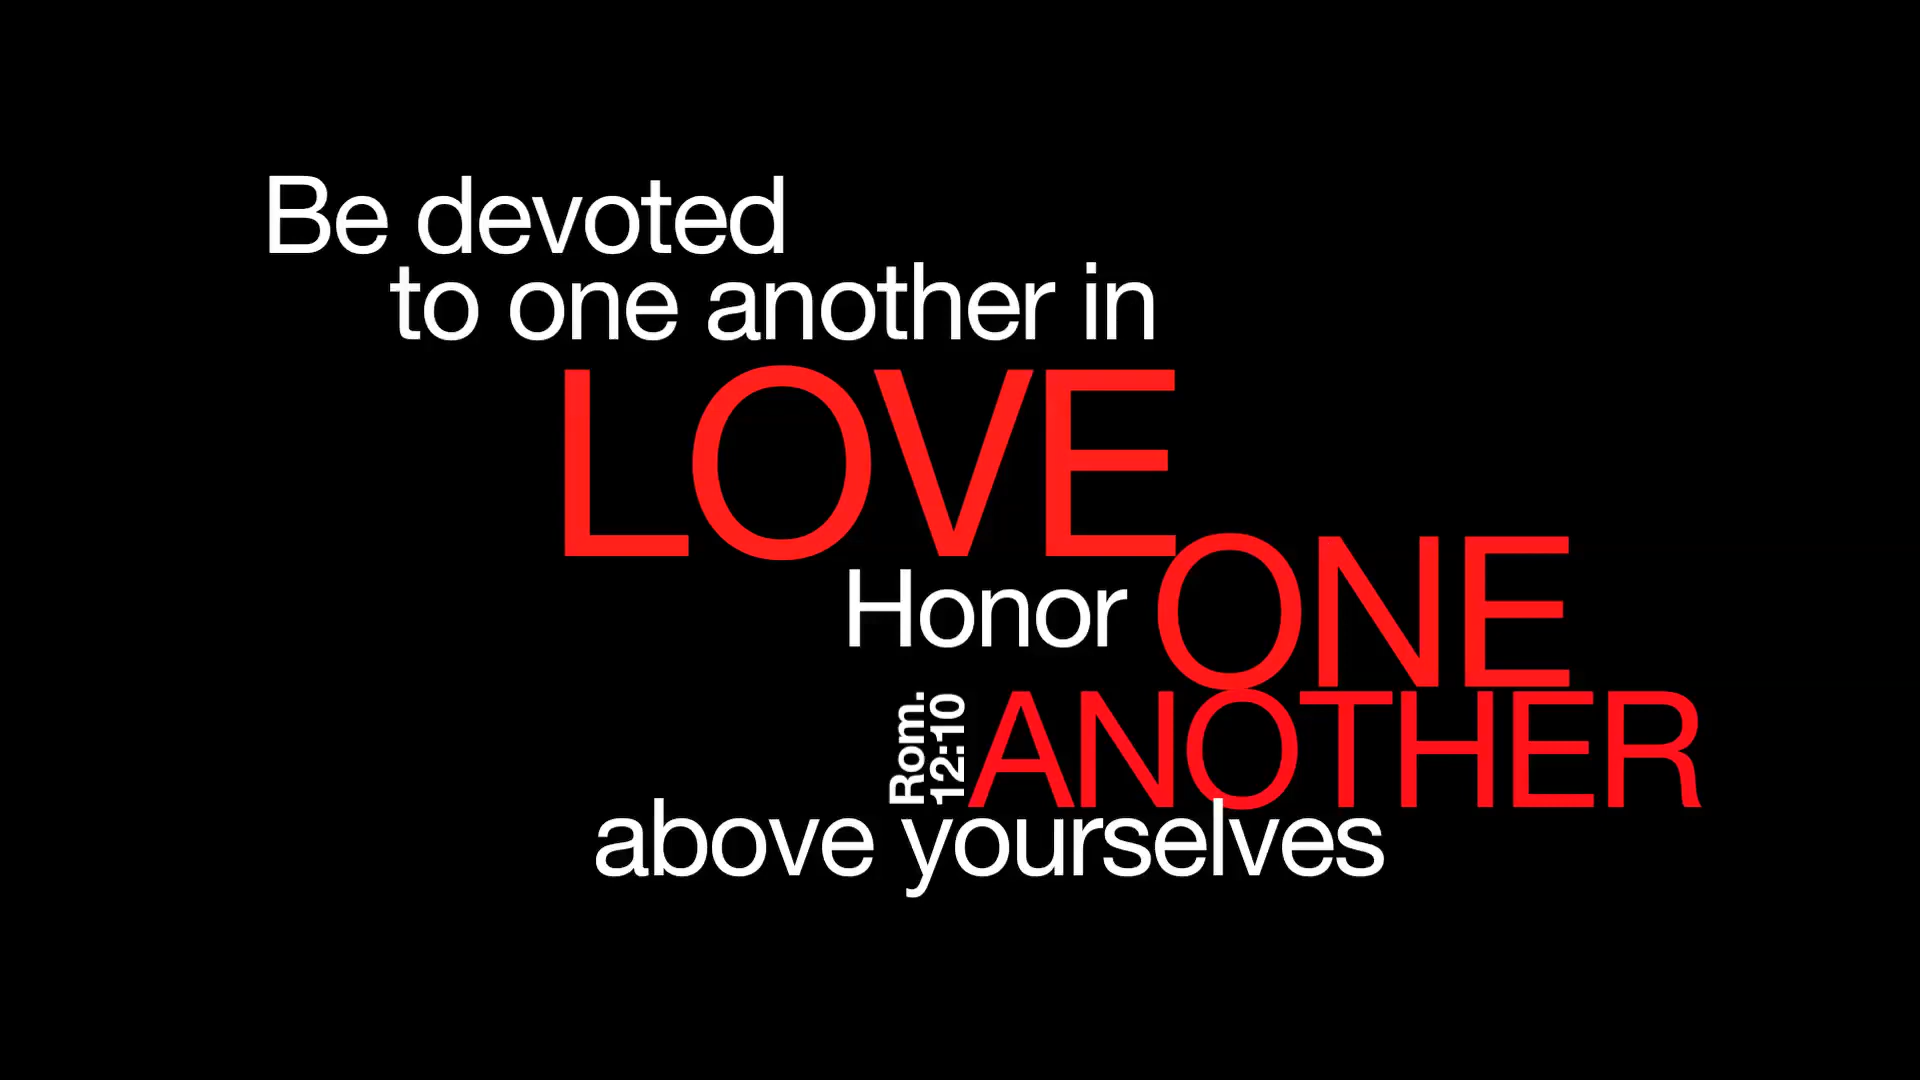 Be devoted
to one another in
LOVE
Honor ONE
Rom.
12:10
ANOTHER
above yourselves